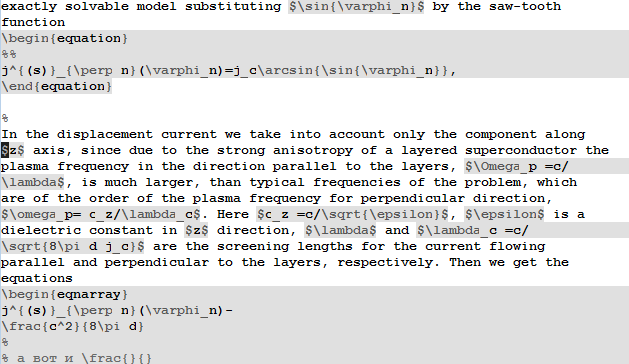 exactly solvable model substituting $\sin{\varphi_n}$ by the saw-tooth
function
\begin{equation}
%%
j^{(s)}_{\perp n}(\varphi_n)=j_c\arcsin{\sin{\varphi_n}},
\end{equation}
%
In the displacement current we take into account only the component along
$z$ axis, since due to the strong anisotropy of a layered superconductor the
plasma frequency in the direction parallel to the layers, $\Omega_p =c/
\lambda$, is much larger, than typical frequencies of the problem, which
are of the order of the plasma frequency for perpendicular direction,
$\omega_p= c_z/\lambda_c$. Here $c_z =c/\sqrt{\epsilon}$, $\epsilon$ is a
dielectric constant in $z$ direction, $\lambda$ and $\lambda_c =c/
\sqrt{8\pi d j_c}$ are the screening lengths for the current flowing
parallel and perpendicular to the layers, respectively. Then we get the
equations
\begin{eqnarray}
j^{(s)}_{\perp n}(\varphi_n)-
\frac{c^2}{8\pi d}
%
% а вот и \frac{}{}